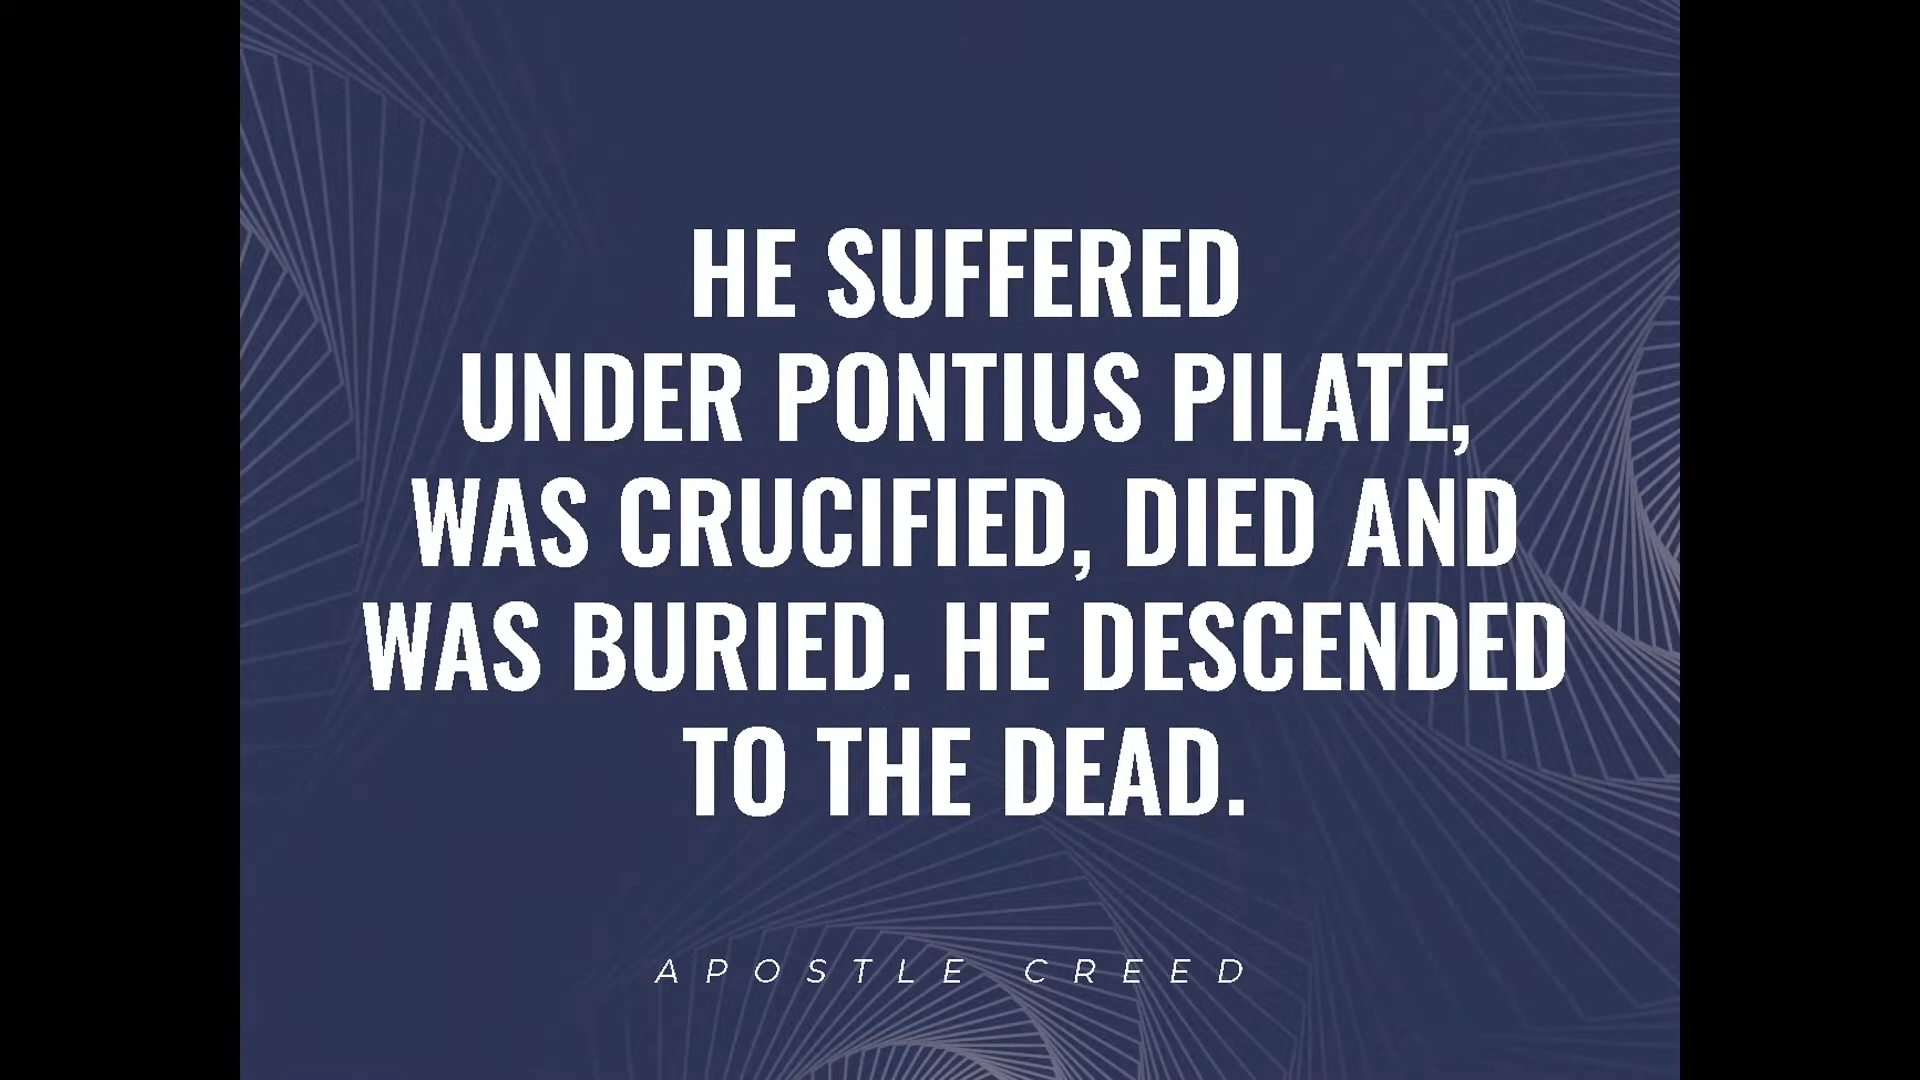 HE SUFFERED
UNDER PONTIUS PILATE,
WAS CRUCIFIED, DIED AND
WAS BURIED. HE DESCENDED
TO THE DEAD.
APOSTLE CREED